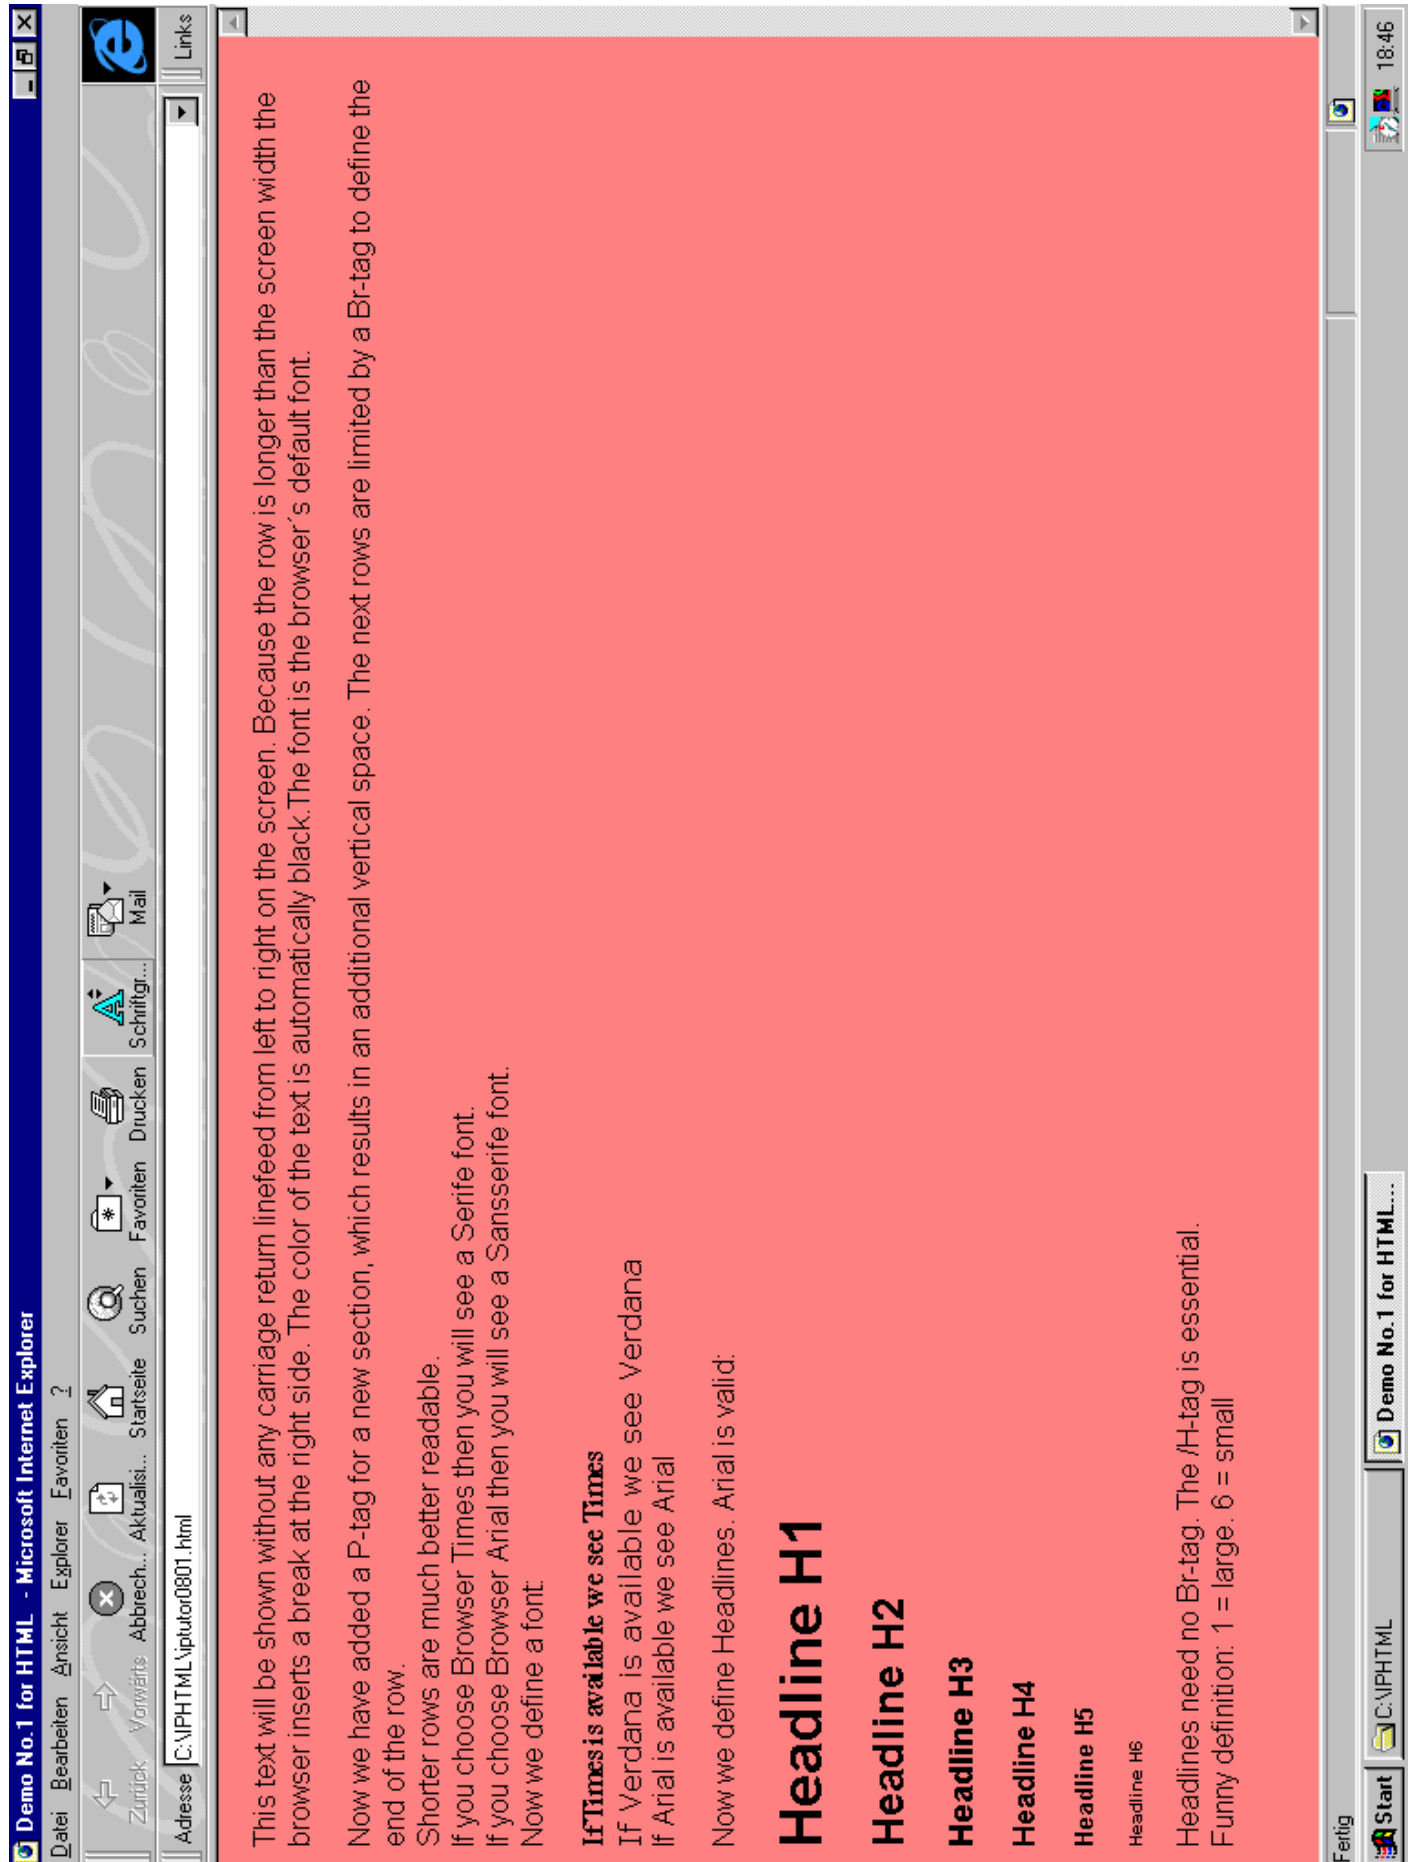 Demo No.1 for HTML - Microsoft Internet Explorer
Datei Bearbeiten Ansicht Explorer Favoriten ?
Zurück Vorwärts Abbrech... Aktualisi... Startseite Suchen Favoriten Drucken Schriftgr... Mail
Adresse C:\IPHTML\iptutor0801.html Links
This text will be shown without any carriage return linefeed from left to right on the screen. Because the row is longer than the screen width the
browser inserts a break at the right side. The color of the text is automatically black.The font is the browser´s default font.
Now we have added a P-tag for a new section, which results in an additional vertical space. The next rows are limited by a Br-tag to define the
end of the row.
Shorter rows are much better readable.
If you choose Browser Times then you will see a Serife font.
If you choose Browser Arial then you will see a Sansserife font.
Now we define a font:
If Times is available we see Times
If Verdana is available we see Verdana
If Arial is available we see Arial
Now we define Headlines. Arial is valid:
Headline H1
Headline H2
Headline H3
Headline H4
Headline H5
Headline H6
Headlines need no Br-tag. The /H-tag is essential.
Funny definition: 1 = large. 6 = small
Fertig
Start C:\IPHTML Demo No.1 for HTML... 18:46